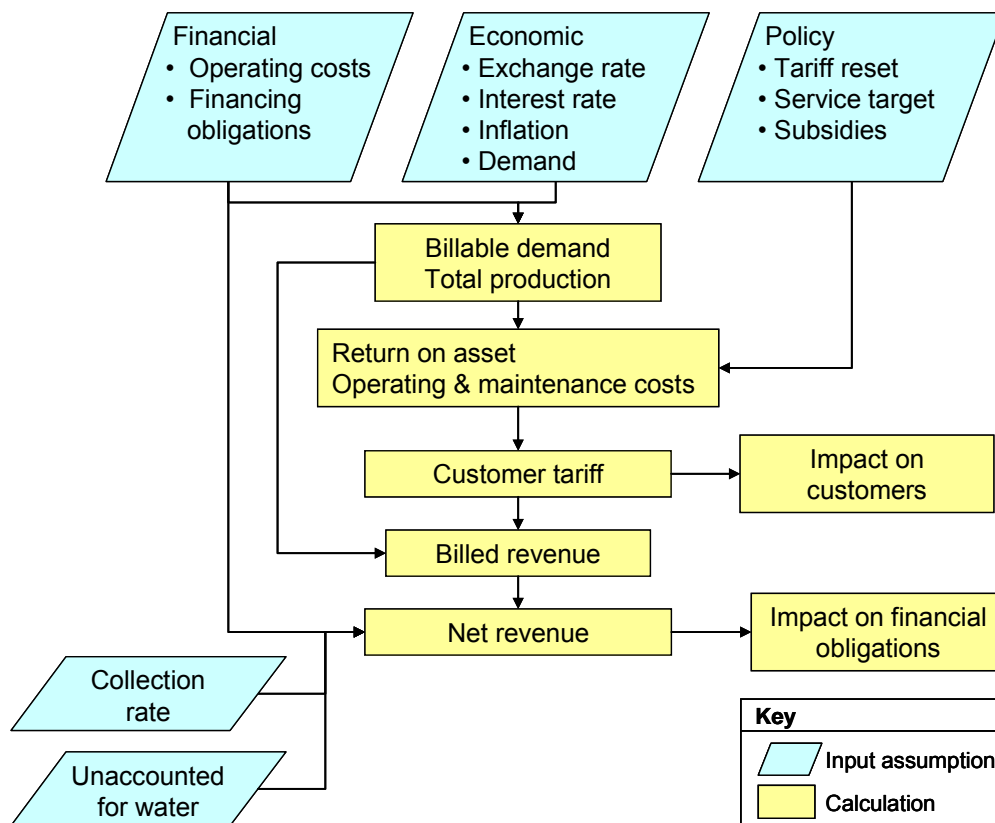 Financial
• Operating costs
• Financing
obligations
Economic
• Exchange rate
• Interest rate
• Inflation
• Demand
Policy
• Tariff reset
• Service target
• Subsidies
Billable demand
Total production
Return on asset
Operating & maintenance costs
Customer tariff
Impact on
customers
Billed revenue
Net revenue
Impact on financial
obligations
Collection
rate
Unaccounted
for water
Key
Input assumption
Calculation